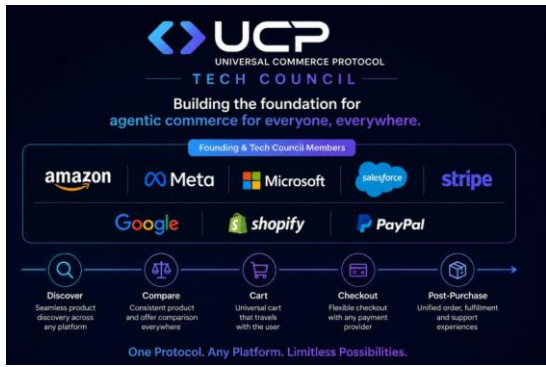 UCP
UNIVERSAL COMMERCE PROTOCOL
TECH COUNCIL
Building the foundation for
agentic commerce for everyone, everywhere.
Founding & Tech Council Members
amazon
Meta
Microsoft
salesforce
stripe
Google
shopify
PayPal
Discover
Seamless product
discovery across
any platform
Compare
Consistent product
and offer comparison
everywhere
Cart
Universal cart
that travels
with the user
Checkout
Flexible checkout
with any payment
provider
Post-Purchase
Unified order, fulfillment
and support
experiences
One Protocol. Any Platform. Limitless Possibilities.